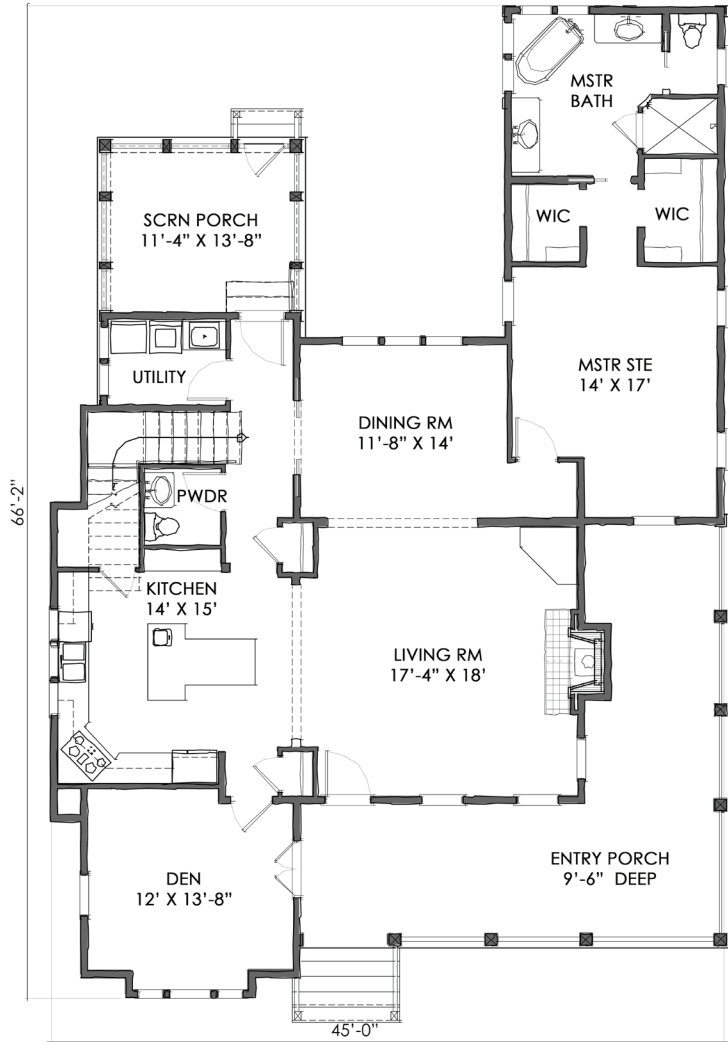 MSTR
BATH
WIC
WIC
SCRN PORCH
11'-4" X 13'-8"
MSTR STE
14' X 17'
UTILITY
DINING RM
11'-8" X 14'
PWDR
66'-2"
KITCHEN
14' X 15'
LIVING RM
17'-4" X 18'
ENTRY PORCH
9'-6" DEEP
DEN
12' X 13'-8"
45'-0"